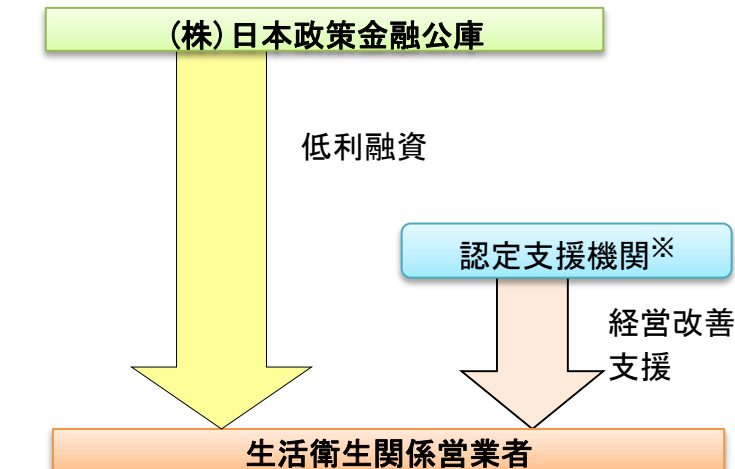 (株)日本政策金融公庫
低利融資
認定支援機関※
経営改善
支援
生活衛生関係営業者